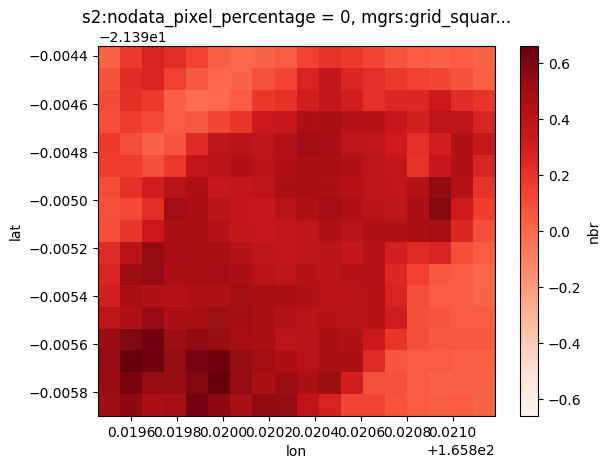 s2:nodata_pixel_percentage = 0, mgrs:grid_squar...
−2.139e1
−0.0044
−0.0046
−0.0048
−0.0050
−0.0052
−0.0054
−0.0056
−0.0058
lat
0.0196 0.0198 0.0200 0.0202 0.0204 0.0206 0.0208 0.0210
lon
+1.658e2
0.6
0.4
0.2
0.0
−0.2
−0.4
−0.6
nbr